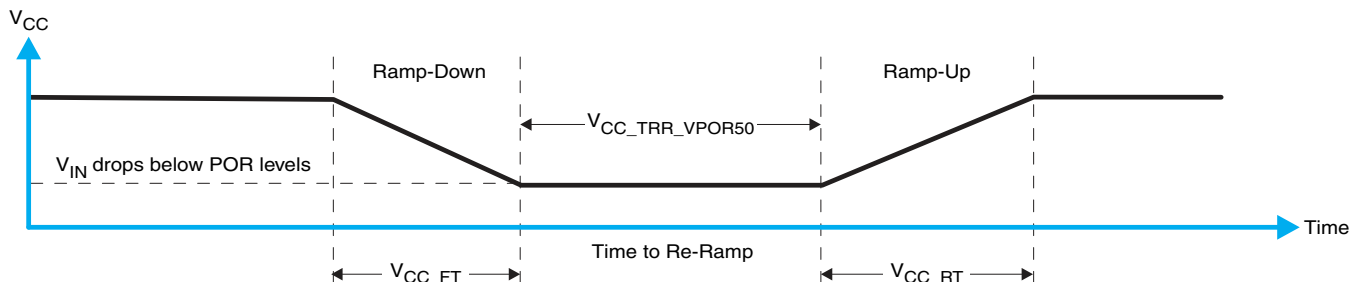 VCC
Ramp-Down
Ramp-Up
VCC_TRR_VPOR50
VIN drops below POR levels
Time
Time to Re-Ramp
VCC_FT
VCC_RT